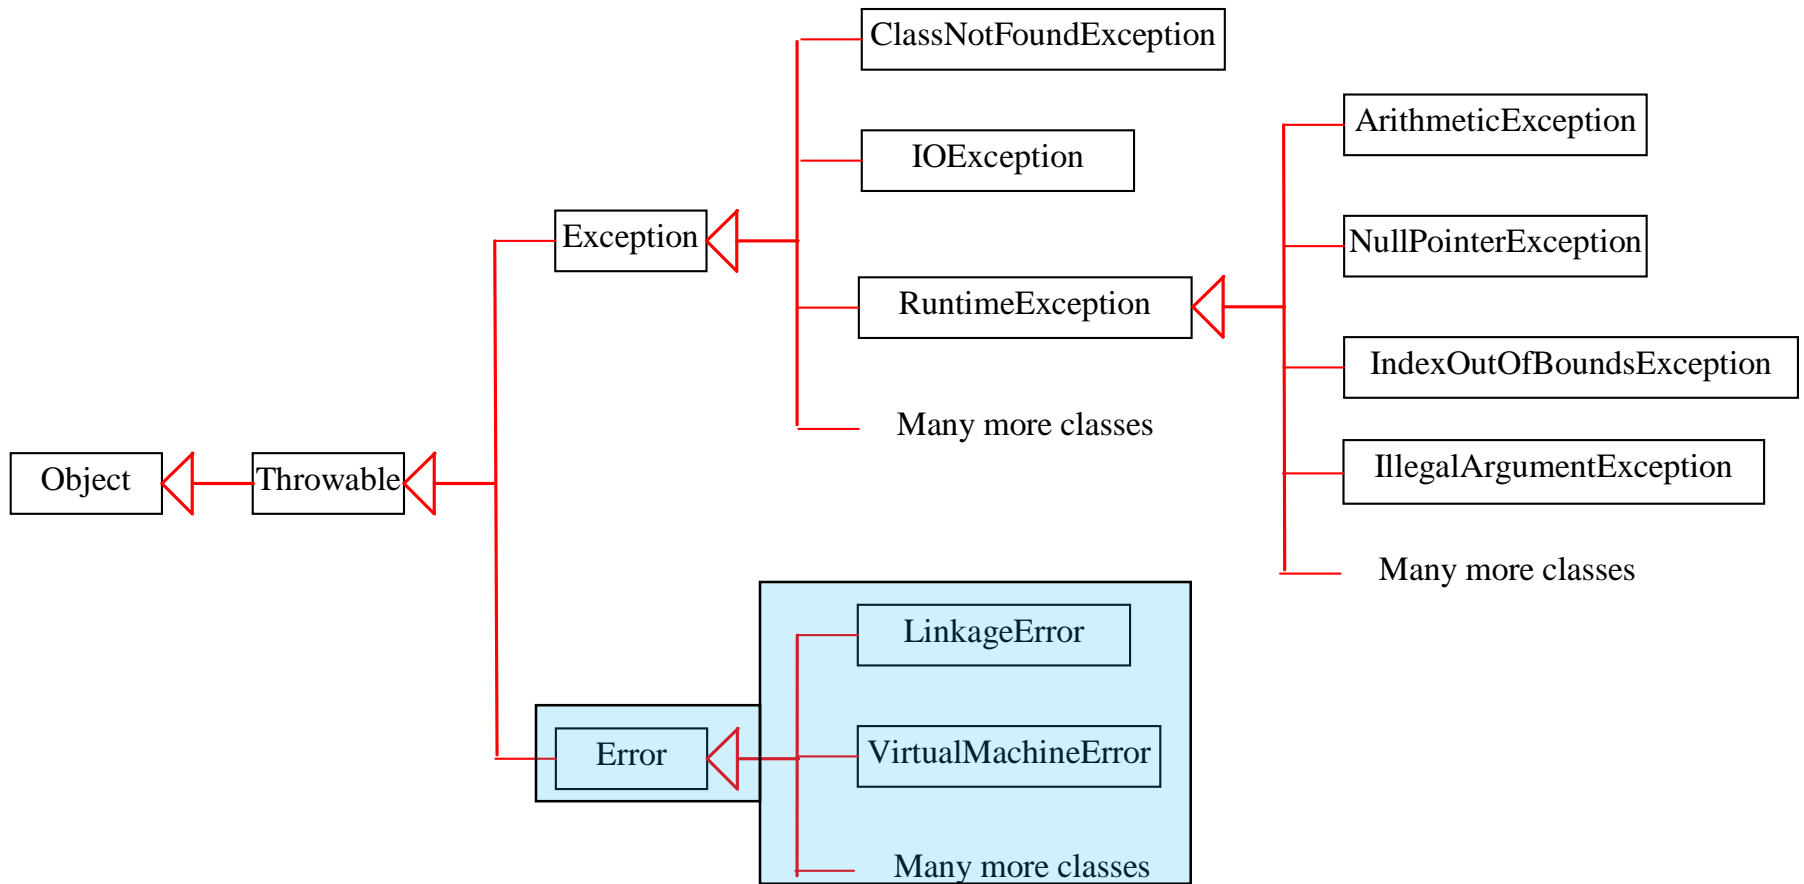 ClassNotFoundException
ArithmeticException
IOException
NullPointerException
Exception
RuntimeException
IndexOutOfBoundsException
Many more classes
Object
Throwable
IllegalArgumentException
Many more classes
LinkageError
Error
VirtualMachineError
Many more classes